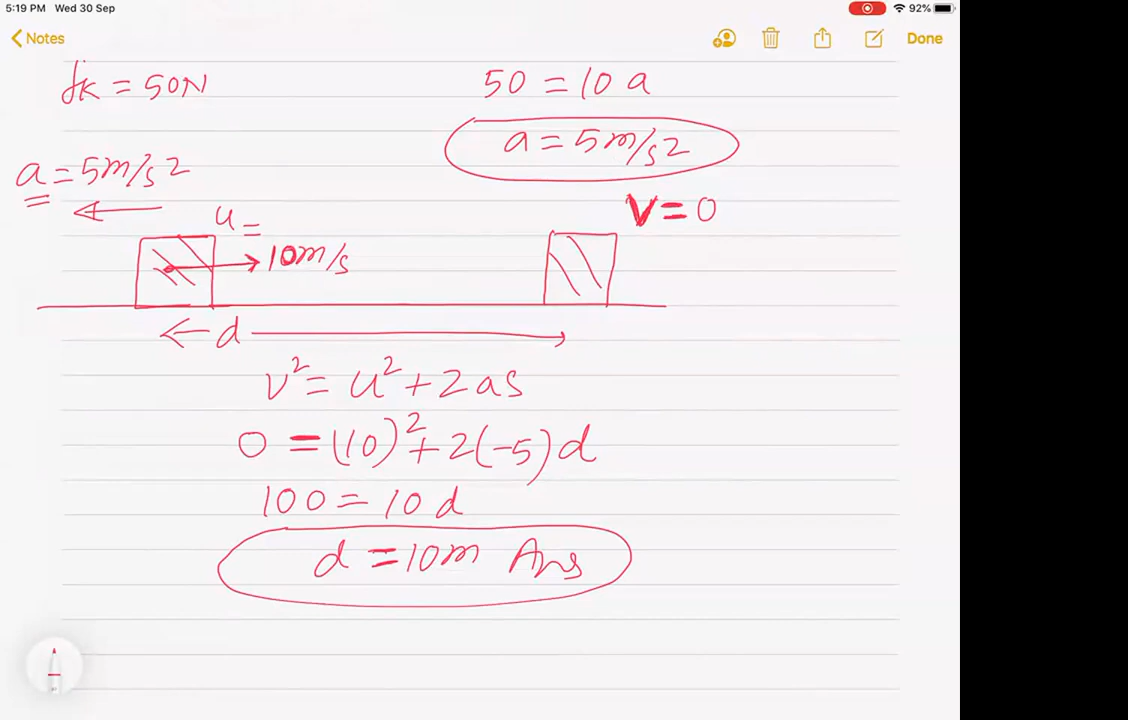 5:19 PM Wed 30 Sep 92%
Notes Done
fk = 50N
50 = 10 a
a = 5m/s2
a = 5m/s2
v = 0
u =
10m/s
d
v² = u² + 2as
0 = (10)² + 2(-5)d
100 = 10 d
d = 10m Ans